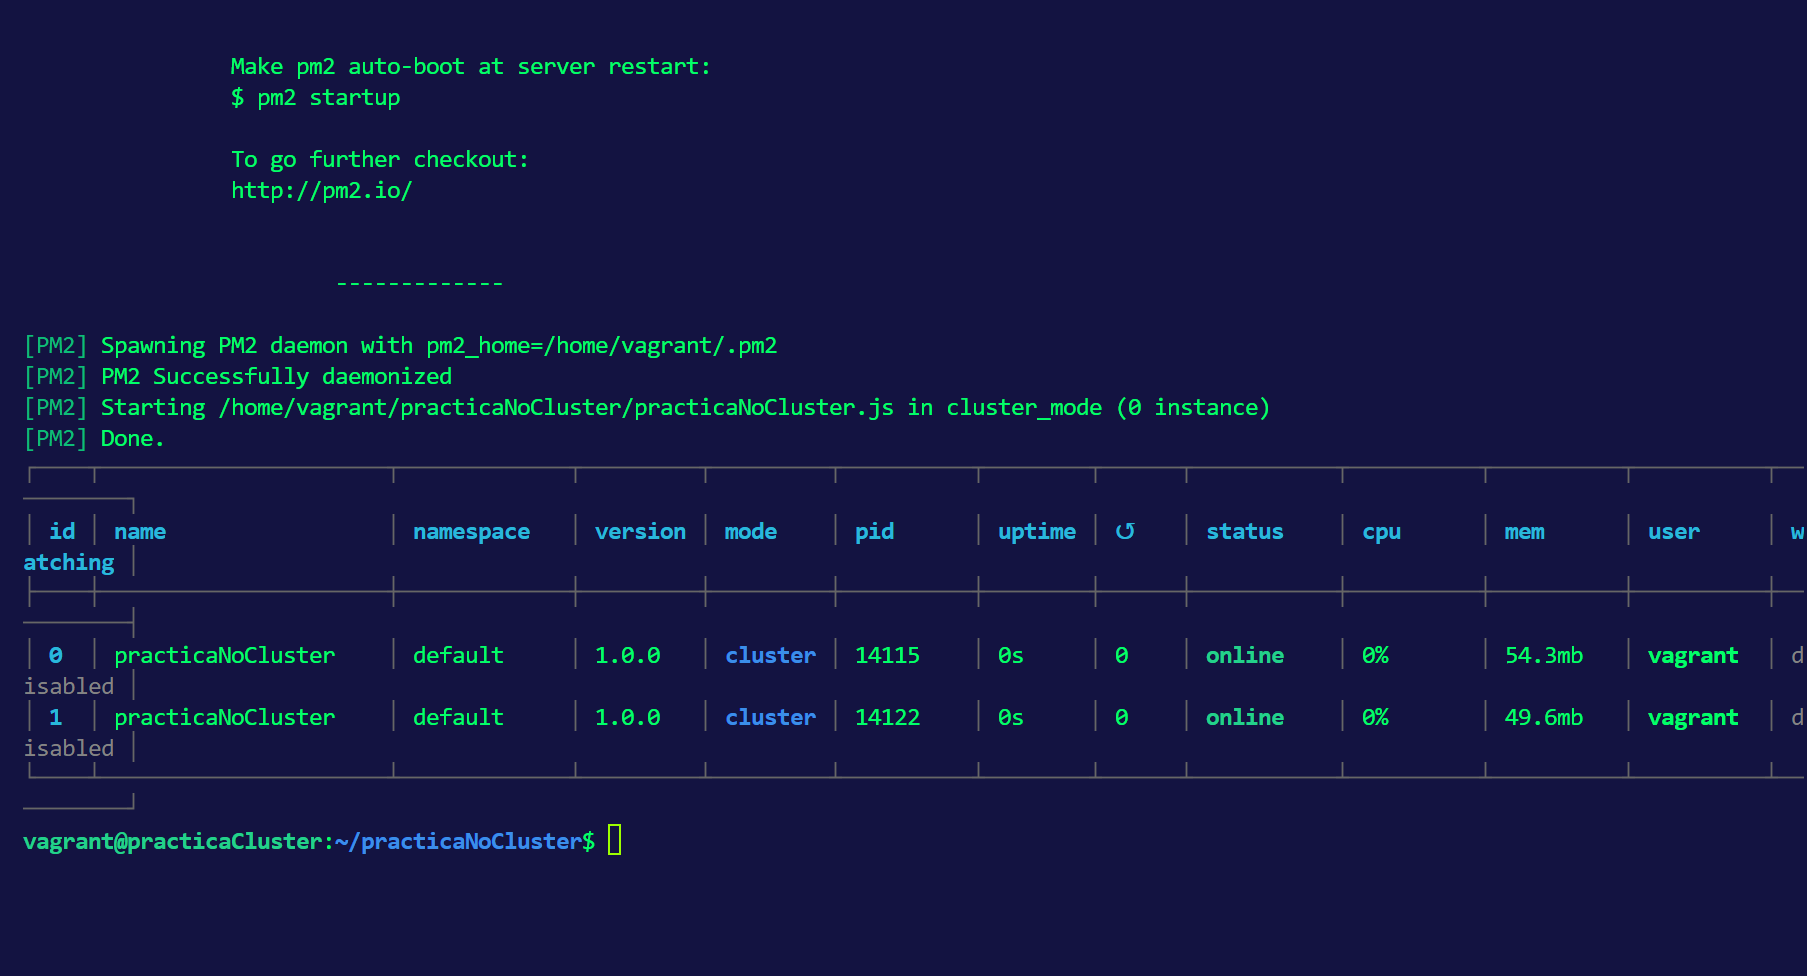 Make pm2 auto-boot at server restart:
$ pm2 startup
To go further checkout:
http://pm2.io/
-------------
[PM2] Spawning PM2 daemon with pm2_home=/home/vagrant/.pm2
[PM2] PM2 Successfully daemonized
[PM2] Starting /home/vagrant/practicaNoCluster/practicaNoCluster.js in cluster_mode (0 instance)
[PM2] Done.
│ id │ name │ namespace │ version │ mode │ pid │ uptime │ ↺ │ status │ cpu │ mem │ user │ w
atching │
│ 0 │ practicaNoCluster │ default │ 1.0.0 │ cluster │ 14115 │ 0s │ 0 │ online │ 0% │ 54.3mb │ vagrant │ d
isabled │
│ 1 │ practicaNoCluster │ default │ 1.0.0 │ cluster │ 14122 │ 0s │ 0 │ online │ 0% │ 49.6mb │ vagrant │ d
isabled │
vagrant@practicaCluster:~/practicaNoCluster$